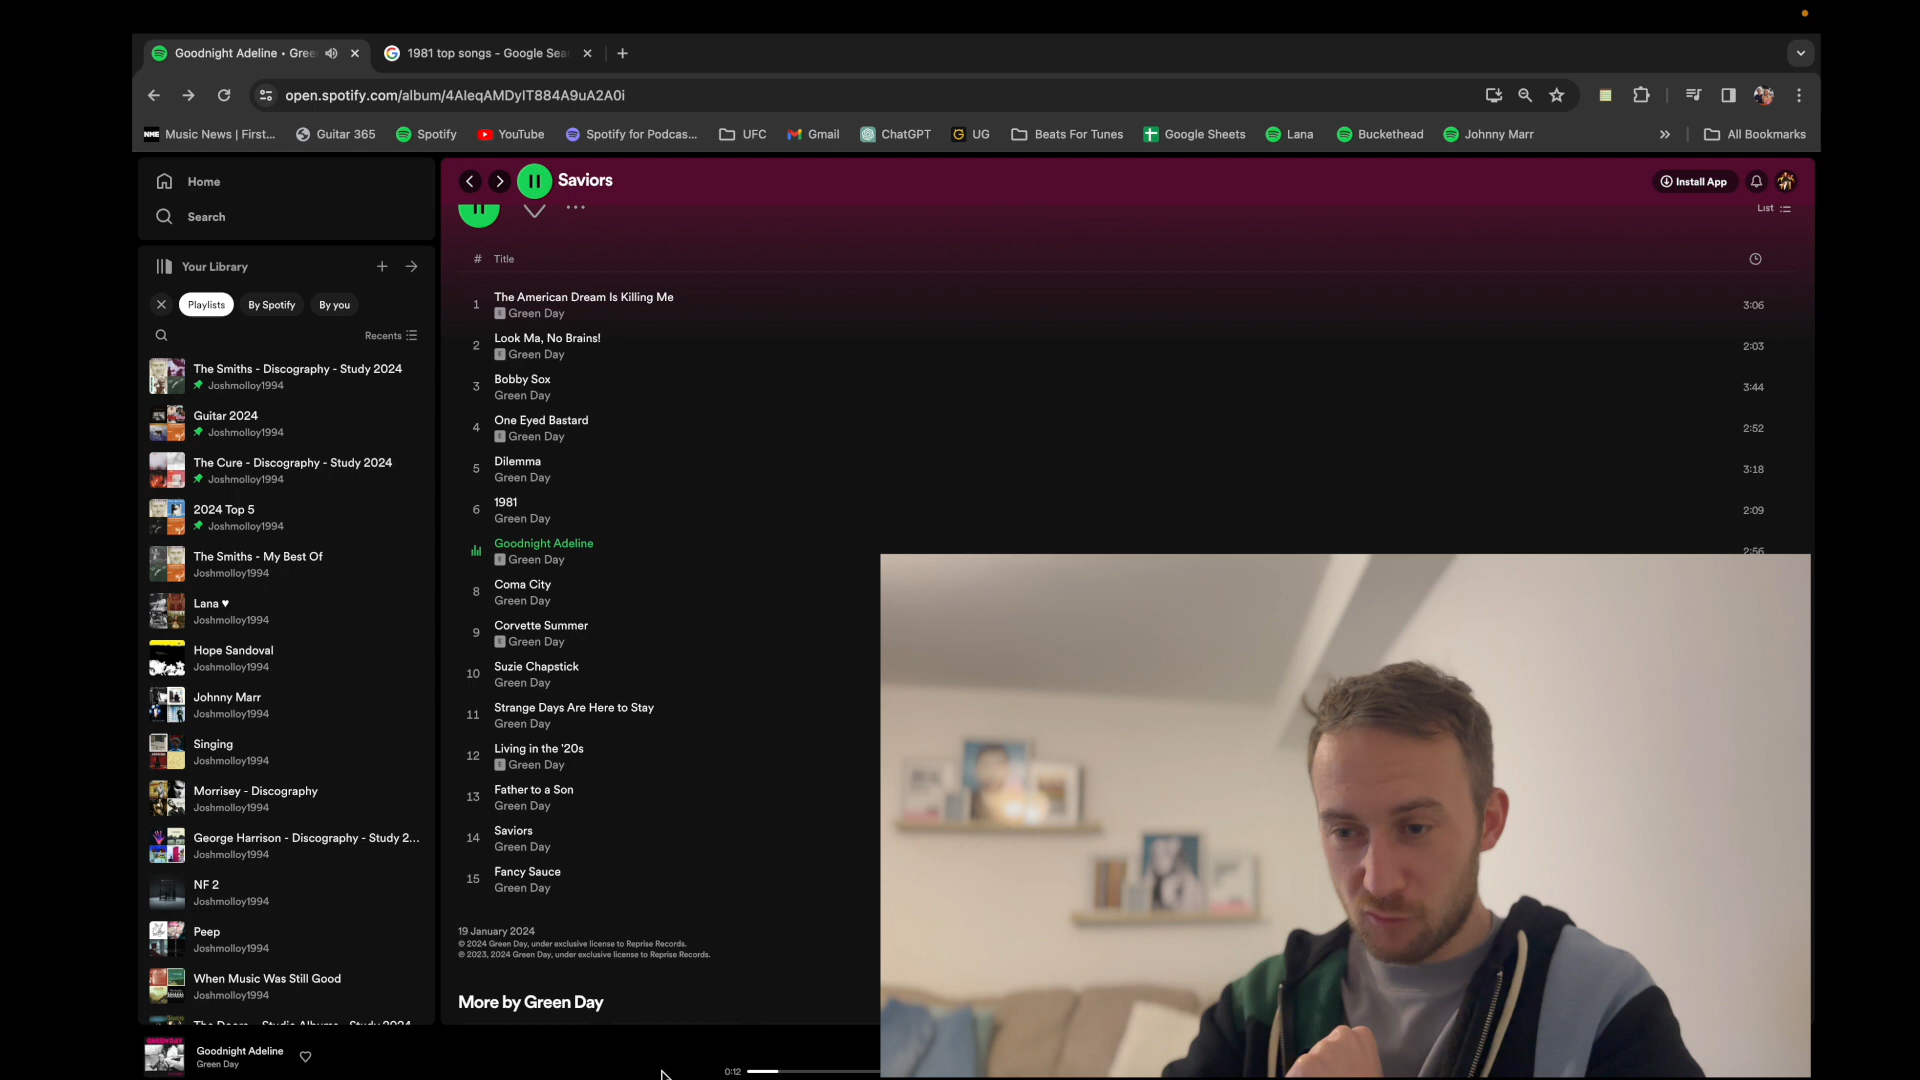 Goodnight Adeline • Gree
1981 top songs - Google Sea
open.spotify.com/album/4AleqAMDylT884A9uA2A0i
NME Music News | First...
Guitar 365
Spotify
YouTube
Spotify for Podcas...
UFC
Gmail
ChatGPT
UG
Beats For Tunes
Google Sheets
Lana
Buckethead
Johnny Marr
»
All Bookmarks
Home
Search
Your Library
Playlists
By Spotify
By you
Recents
The Smiths - Discography - Study 2024
Joshmolloy1994
Guitar 2024
Joshmolloy1994
The Cure - Discography - Study 2024
Joshmolloy1994
2024 Top 5
Joshmolloy1994
The Smiths - My Best Of
Joshmolloy1994
Lana ♥
Joshmolloy1994
Hope Sandoval
Joshmolloy1994
Johnny Marr
Joshmolloy1994
Singing
Joshmolloy1994
Morrisey - Discography
Joshmolloy1994
George Harrison - Discography - Study 2...
Joshmolloy1994
NF 2
Joshmolloy1994
Peep
Joshmolloy1994
When Music Was Still Good
Joshmolloy1994
The Doors - Studio Albums - Study 2024
Saviors
Install App
List
# Title
1 The American Dream Is Killing Me 3:06
E Green Day
2 Look Ma, No Brains! 2:03
E Green Day
3 Bobby Sox 3:44
Green Day
4 One Eyed Bastard 2:52
E Green Day
5 Dilemma 3:18
Green Day
6 1981 2:09
Green Day
Goodnight Adeline 2:56
E Green Day
8 Coma City
Green Day
9 Corvette Summer
E Green Day
10 Suzie Chapstick
Green Day
11 Strange Days Are Here to Stay
Green Day
12 Living in the '20s
E Green Day
13 Father to a Son
Green Day
14 Saviors
Green Day
15 Fancy Sauce
Green Day
19 January 2024
© 2024 Green Day, under exclusive license to Reprise Records.
℗ 2023, 2024 Green Day, under exclusive license to Reprise Records.
More by Green Day
GREEN DAY
Goodnight Adeline
Green Day
0:12